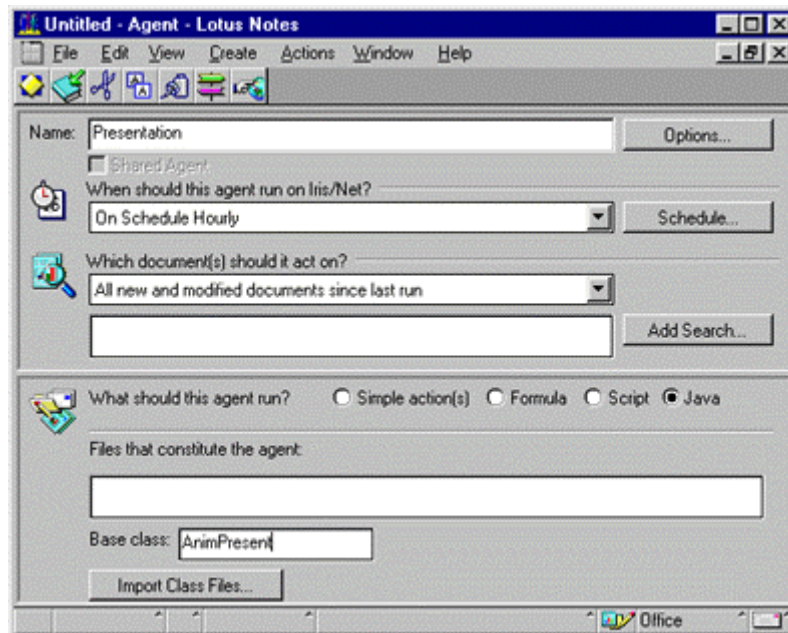 Untitled - Agent - Lotus Notes
File Edit View Create Actions Window Help
Name: Presentation Options...
Shared Agent
When should this agent run on Iris/Net?
On Schedule Hourly Schedule...
Which document(s) should it act on?
All new and modified documents since last run
Add Search...
What should this agent run? Simple action(s) Formula Script Java
Files that constitute the agent:
Base class: AnimPresent
Import Class Files...
Office